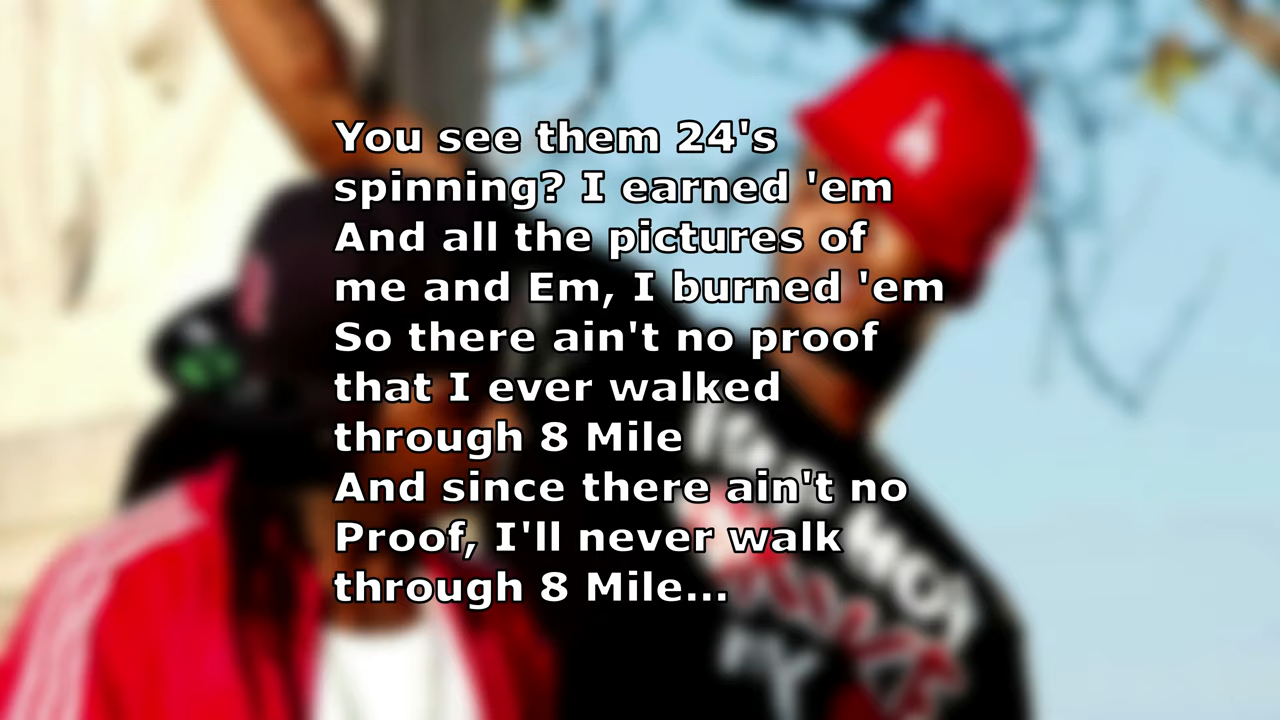 You see them 24's
spinning? I earned 'em
And all the pictures of
me and Em, I burned 'em
So there ain't no proof
that I ever walked
through 8 Mile
And since there ain't no
Proof, I'll never walk
through 8 Mile...